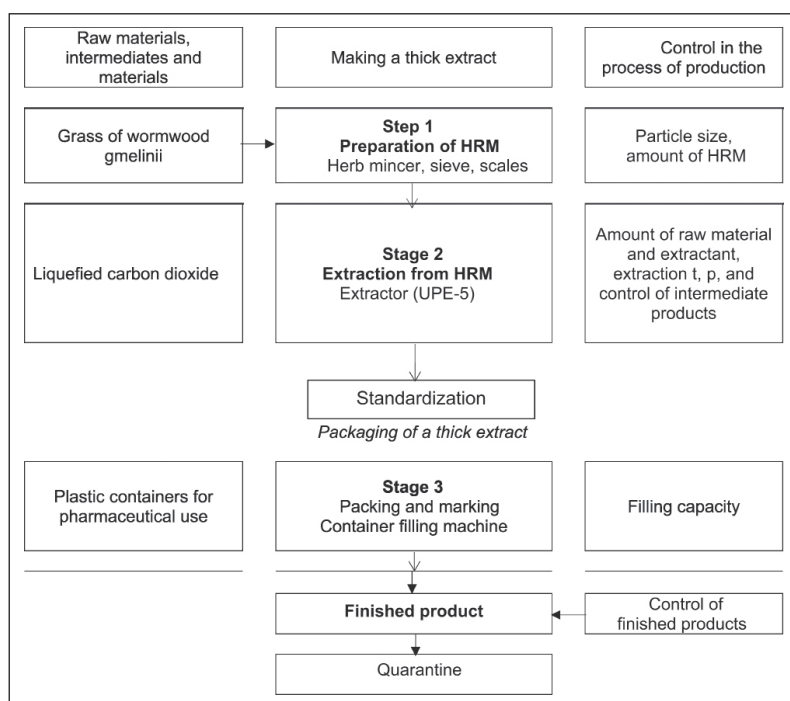 Raw materials,
intermediates and
materials
Making a thick extract
Control in the
process of production
Grass of wormwood
gmelinii
Step 1
Preparation of HRM
Herb mincer, sieve, scales
Particle size,
amount of HRM
Liquefied carbon dioxide
Stage 2
Extraction from HRM
Extractor (UPE-5)
Amount of raw material
and extractant,
extraction t, p, and
control of intermediate
products
Standardization
Packaging of a thick extract
Plastic containers for
pharmaceutical use
Stage 3
Packing and marking
Container filling machine
Filling capacity
Finished product
Control of
finished products
Quarantine